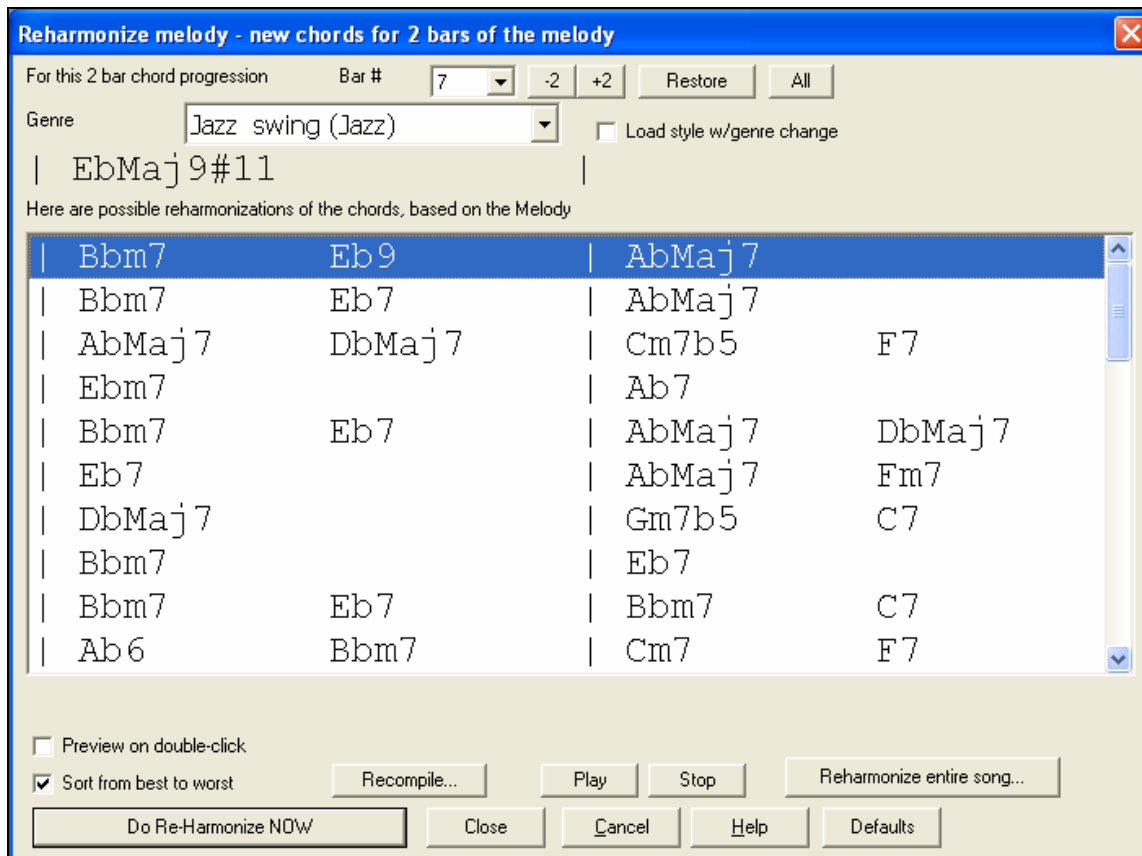 Reharmonize melody - new chords for 2 bars of the melody
For this 2 bar chord progression Bar # 7 -2 +2 Restore All
Genre Jazz swing (Jazz) Load style w/genre change
| EbMaj9#11 |
Here are possible reharmonizations of the chords, based on the Melody
| Bbm7 Eb9 | AbMaj7
| Bbm7 Eb7 | AbMaj7
| AbMaj7 DbMaj7 | Cm7b5 F7
| Ebm7 | Ab7
| Bbm7 Eb7 | AbMaj7 DbMaj7
| Eb7 | AbMaj7 Fm7
| DbMaj7 | Gm7b5 C7
| Bbm7 | Eb7
| Bbm7 Eb7 | Bbm7 C7
| Ab6 Bbm7 | Cm7 F7
Preview on double-click
Sort from best to worst Recompile... Play Stop Reharmonize entire song...
Do Re-Harmonize NOW Close Cancel Help Defaults